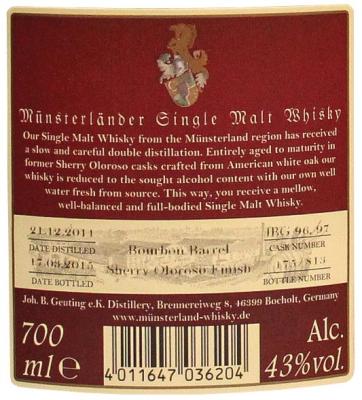 Münsterländer Single Malt Whisky
Our Single Malt Whisky from the Münsterland region has received
a slow and careful double distillation. Entirely aged to maturity in
former Sherry Oloroso casks crafted from American white oak our
whisky is reduced to the sought alcohol content with our own well
water fresh from source. This way, you receive a mellow,
well-balanced and full-bodied Single Malt Whisky.
21.12.2011 IBG 96, 97
DATE DISTILLED Bourbon Barrel CASK NUMBER
17.03.2015 Sherry Oloroso Finish 175/813
DATE BOTTLED BOTTLE NUMBER
Joh. B. Geuting e.K. Distillery, Brennereiweg 8, 46399 Bocholt, Germany
www.münsterland-whisky.de
700 Alc.
ml e 43%vol.
4 011647 036204